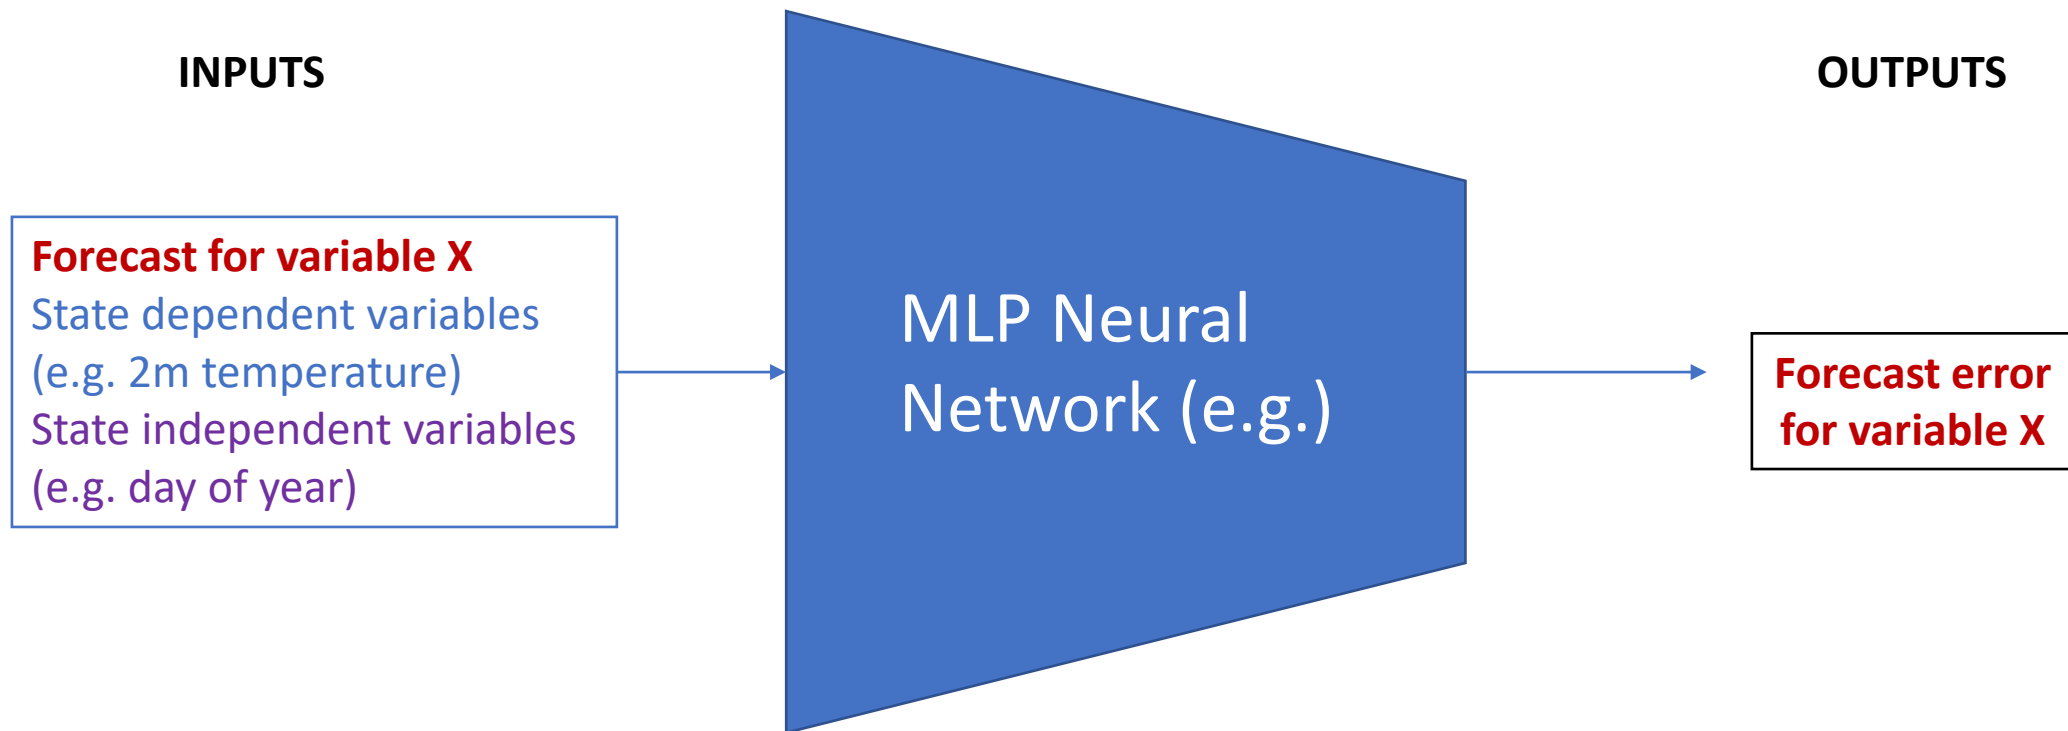 INPUTS
OUTPUTS
Forecast for variable X
State dependent variables
(e.g. 2m temperature)
State independent variables
(e.g. day of year)
MLP Neural
Network (e.g.)
Forecast error
for variable X